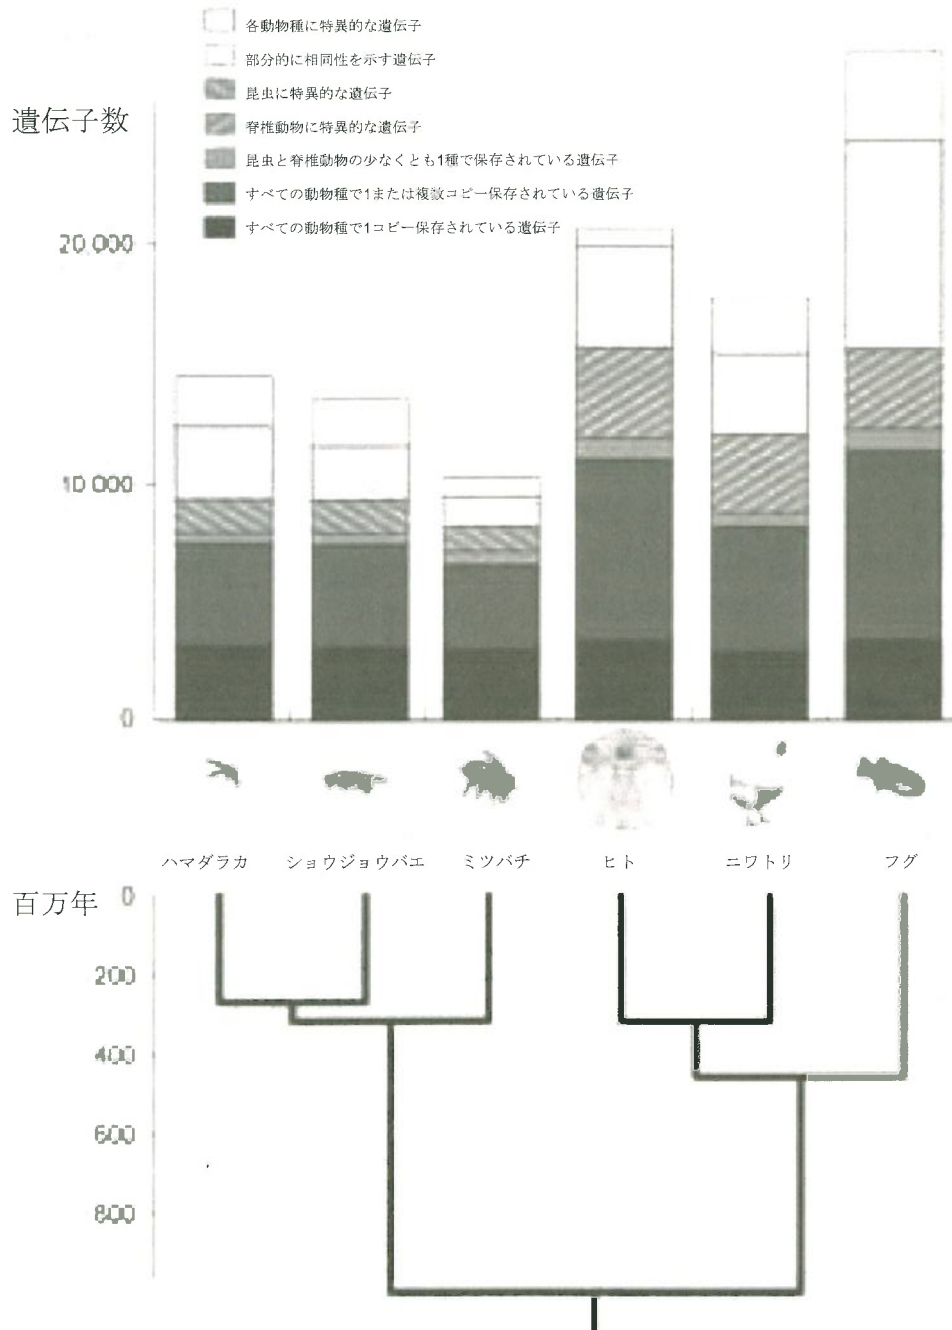 各動物種に特異的な遺伝子
部分的に相同性を示す遺伝子
昆虫に特異的な遺伝子
脊椎動物に特異的な遺伝子
昆虫と脊椎動物の少なくとも1種で保存されている遺伝子
すべての動物種で1または複数コピー保存されている遺伝子
すべての動物種で1コピー保存されている遺伝子
遺伝子数
20 000
10 000
0
ハマダラカ
ショウジョウバエ
ミツバチ
ヒト
ニワトリ
フグ
百万年
0
200
400
600
800